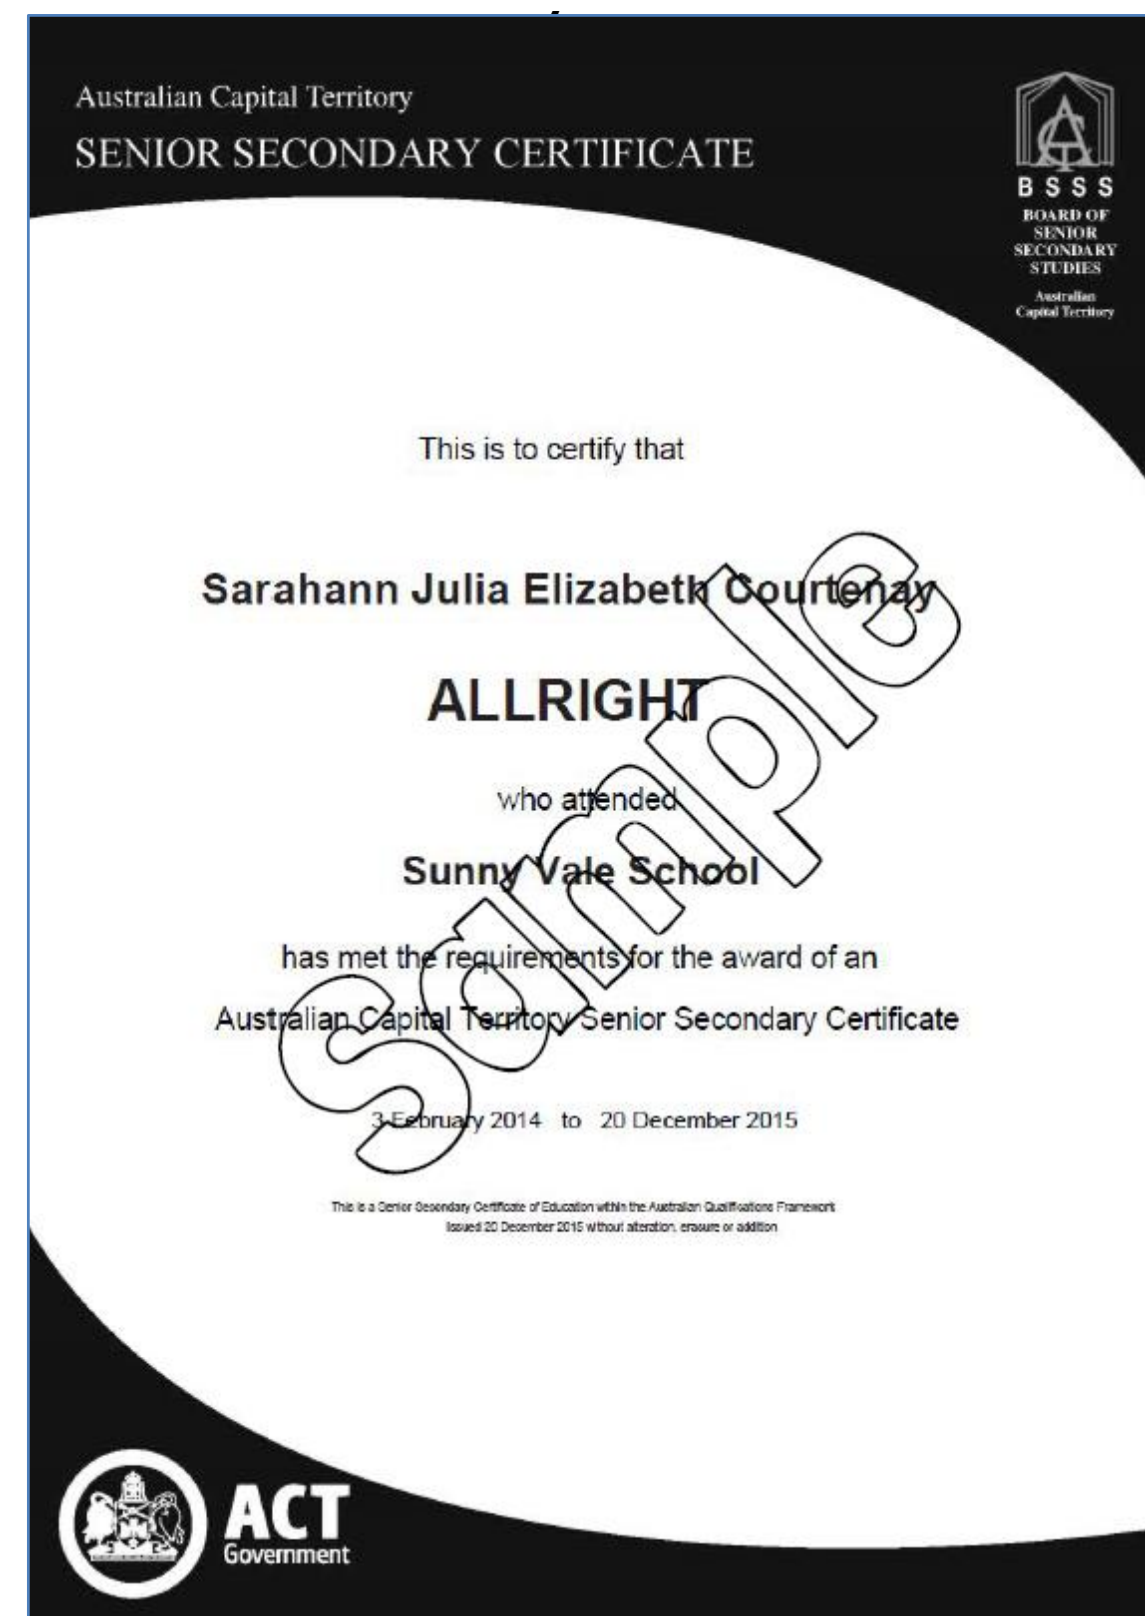 Australian Capital Territory
SENIOR SECONDARY CERTIFICATE
BSSS
BOARD OF
SENIOR
SECONDARY
STUDIES
Australian
Capital Territory
This is to certify that
Sarahann Julia Elizabeth Courtenay
ALLRIGHT
who attended
Sunny Vale School
has met the requirements for the award of an
Australian Capital Territory Senior Secondary Certificate
3 February 2014 to 20 December 2015
This is a Senior Secondary Certificate of Education within the Australian Qualifications Framework
Issued 20 December 2015 without alteration, erasure or addition
Sample
ACT
Government